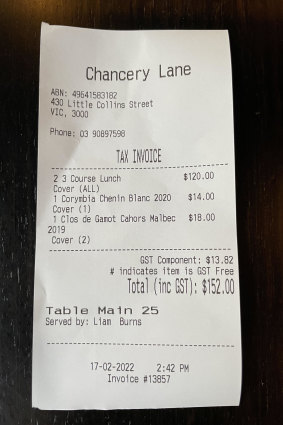 Chancery Lane
ABN: 49641583182
430 Little Collins Street
VIC, 3000
Phone: 03 90897598
TAX INVOICE
2 3 Course Lunch $120.00
Cover (ALL)
1 Corymbia Chenin Blanc 2020 $14.00
Cover (1)
1 Clos de Gamot Cahors Malbec $18.00
2019
Cover (2)
GST Component: $13.82
# indicates item is GST Free
Total (inc GST): $152.00
Table Main 25
Served by: Liam Burns
17-02-2022 2:42 PM
Invoice #13857